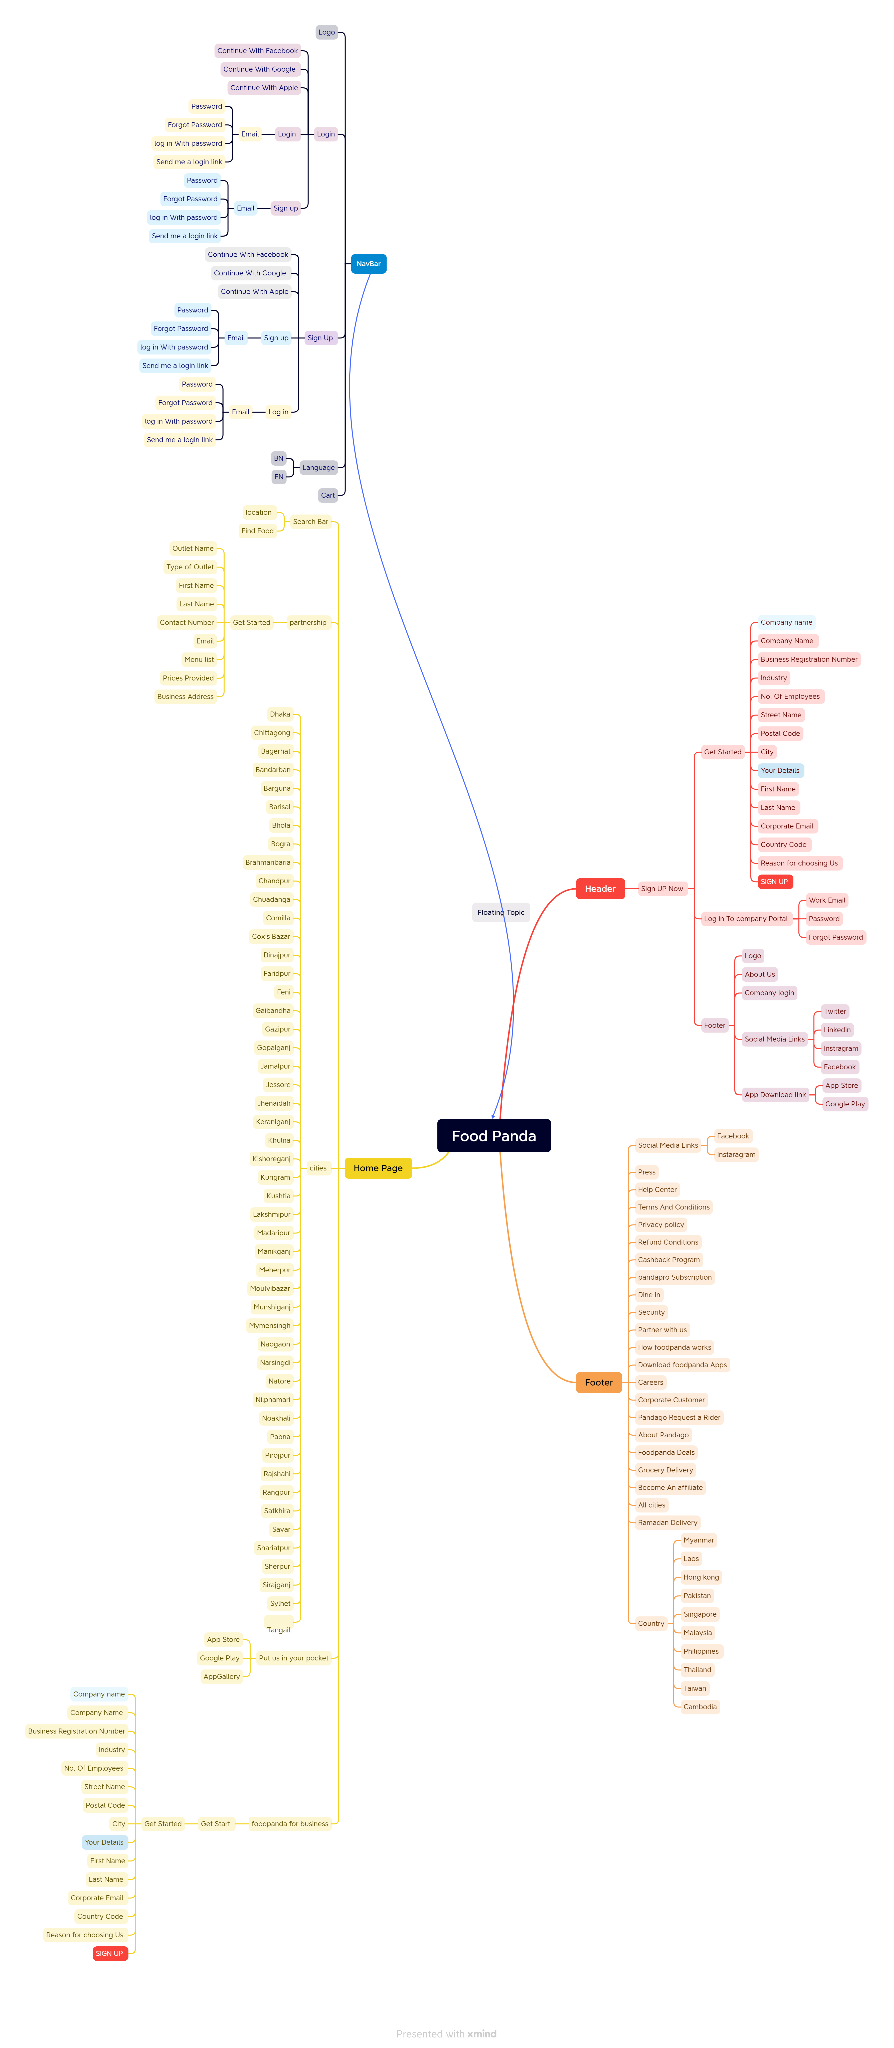 Logo
Continue With Facebook
Continue With Google
Continue With Apple
Password
Forgot Password
log in With password
Send me a login link
Email
Login
Login
Password
Forgot Password
log in With password
Send me a login link
Email
Sign up
NavBar
Continue With Facebook
Continue With Google
Continue With Apple
Password
Forgot Password
log in With password
Send me a login link
Email
Sign up
Sign Up
Password
Forgot Password
log in With password
Send me a login link
Email
Log in
BN
EN
Language
Cart
location
Find Food
Search Bar
Outlet Name
Type of Outlet
First Name
Last Name
Contact Number
Email
Menu list
Prices Provided
Business Address
Get Started
partnership
Dhaka
Chittagong
Bagerhat
Bandarban
Barguna
Barisal
Bhola
Bogra
Brahmanbaria
Chandpur
Chuadanga
Comilla
Cox's Bazar
Dinajpur
Faridpur
Feni
Gaibandha
Gazipur
Gopalganj
Jamalpur
Jessore
Jhenaidah
Keraniganj
Khulna
Kishoreganj
Kurigram
Kushtia
Lakshmipur
Madaripur
Manikganj
Meherpur
Moulvibazar
Munshiganj
Mymensingh
Naogaon
Narsingdi
Natore
Nilphamari
Noakhali
Pabna
Pirojpur
Rajshahi
Rangpur
Satkhira
Savar
Shariatpur
Sherpur
Sirajganj
Sylhet
Tangail
cities
Home Page
App Store
Google Play
AppGallery
Put us in your pocket
Company name
Company Name
Business Registration Number
Industry
No. Of Employees
Street Name
Postal Code
City
Your Details
First Name
Last Name
Corporate Email
Country Code
Reason for choosing Us
SIGN UP
Get Started
Get Start
foodpanda for business
Floating Topic
Food Panda
Header
Sign UP Now
Get Started
Company name
Company Name
Business Registration Number
Industry
No. Of Employees
Street Name
Postal Code
City
Your Details
First Name
Last Name
Corporate Email
Country Code
Reason for choosing Us
SIGN UP
Log in To company Portal
Work Email
Password
Forgot Password
Footer
Logo
About Us
Company login
Social Media Links
Twitter
Linkedin
Instragram
Facebook
App Download link
App Store
Google Play
Footer
Social Media Links
Facebook
Instaragram
Press
Help Center
Terms And Conditions
Privacy policy
Refund Conditions
Cashback Program
pandapro Subscription
Dine In
Security
Partner with us
How foodpanda works
Download foodpanda Apps
Careers
Corporate Customer
Pandago Request a Rider
About Pandago
Foodpanda Deals
Grocery Delivery
Become An affiliate
All cities
Ramadan Delivery
Country
Myanmar
Laos
Hong kong
Pakistan
Singapore
Malaysia
Philippines
Thailand
Taiwan
Cambodia
Presented with xmind